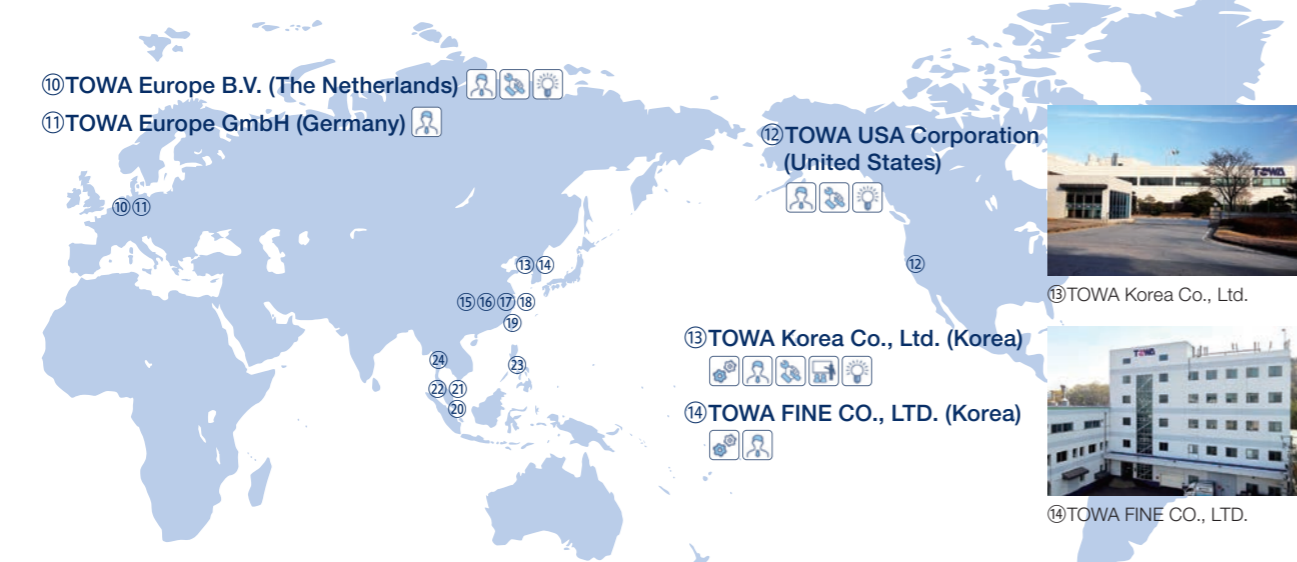 ⑩TOWA Europe B.V. (The Netherlands)
⑪TOWA Europe GmbH (Germany)
⑫TOWA USA Corporation
(United States)
TOWA
⑩⑪
⑬⑭
⑫
⑬TOWA Korea Co., Ltd.
⑮⑯⑰⑱
⑲
⑬TOWA Korea Co., Ltd. (Korea)
TOWA
㉔
㉓
㉒㉑
⑳
⑭TOWA FINE CO., LTD. (Korea)
⑭TOWA FINE CO., LTD.